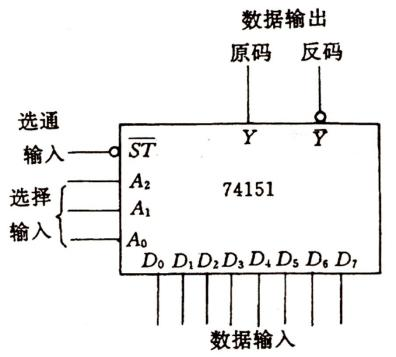 数据输出
原码 反码
选通
输入
选择
输入
S̅T̅
Y Y̅
A₂
A₁
A₀
74151
D₀ D₁ D₂ D₃ D₄ D₅ D₆ D₇
数据输入